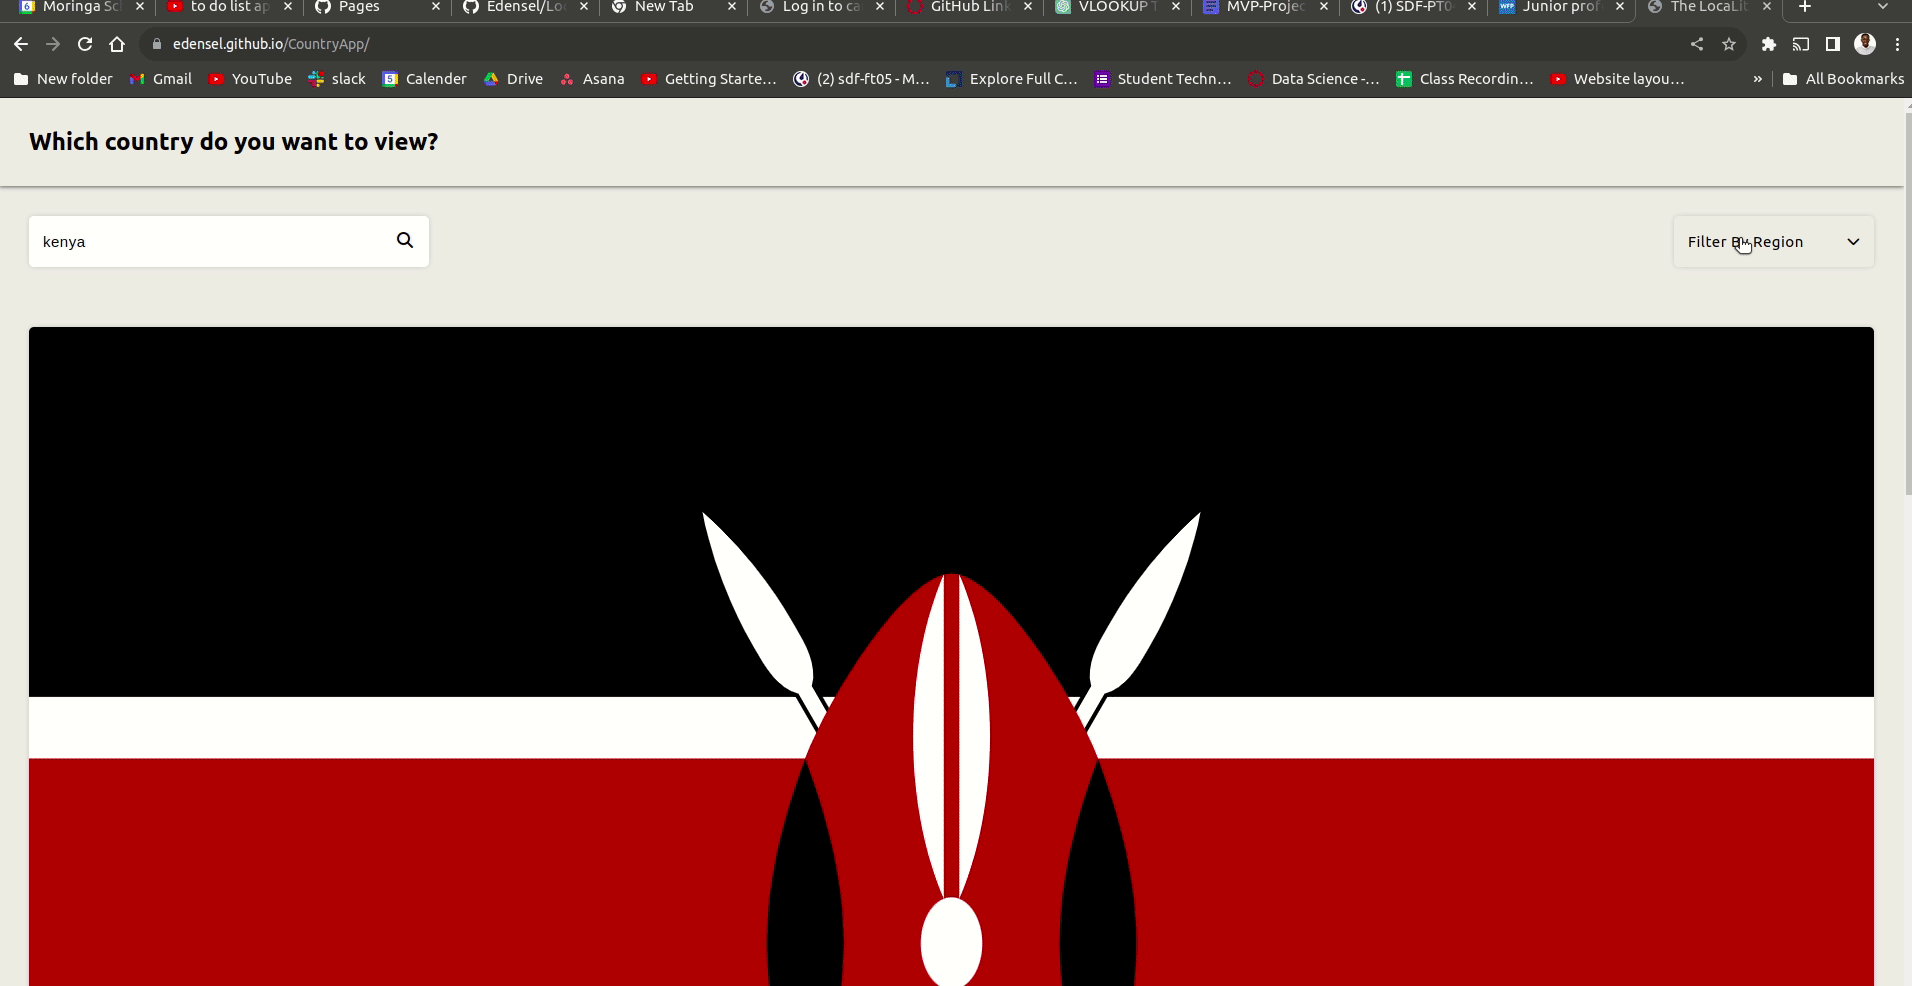 Moringa Sc
to do list ap
Pages
Edensel/Lo
New Tab
Log in to ca
GitHub Link
VLOOKUP T
MVP-Projec
(1) SDF-PT0
Junior prof
The LocaLit
edensel.github.io/CountryApp/
New folder
Gmail
YouTube
slack
5
Calender
Drive
Asana
Getting Starte...
(2) sdf-ft05 - M...
Explore Full C...
Student Techn...
Data Science -...
Class Recordin...
Website layou...
»
All Bookmarks
Which country do you want to view?
kenya
Filter By Region